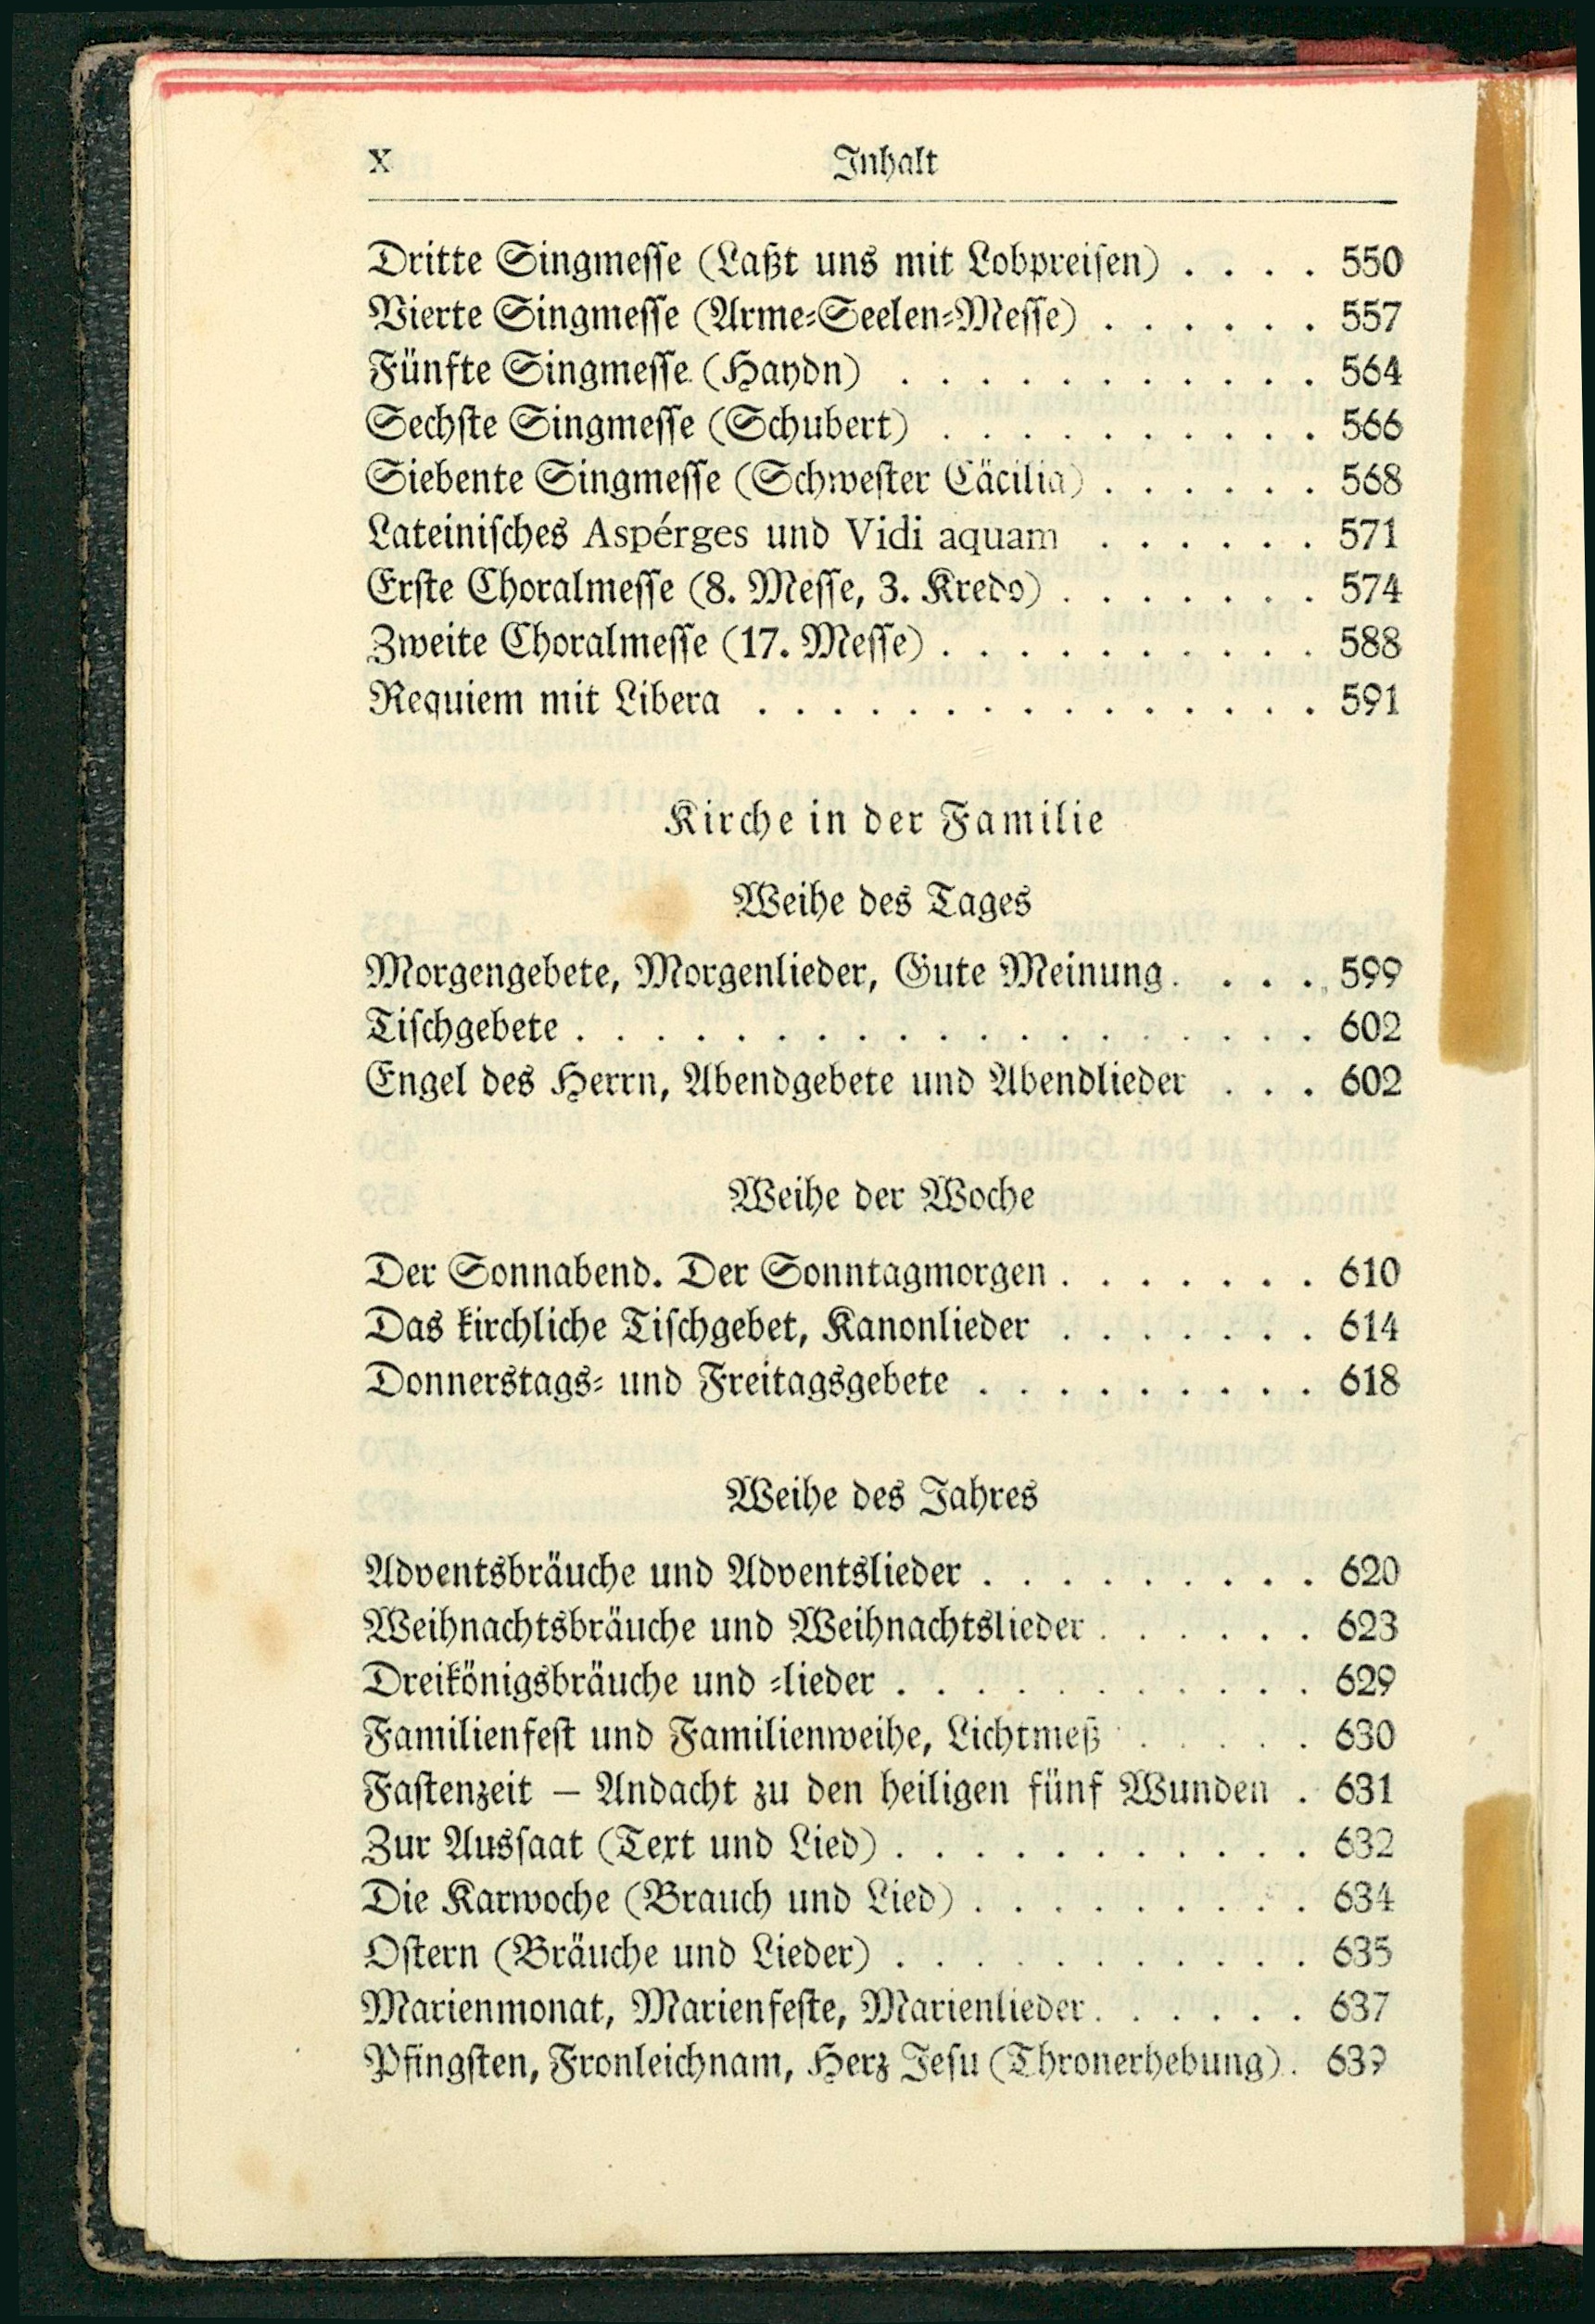 X Inhalt
Dritte Singmesse (Laßt uns mit Lobpreisen) . . . . 550
Vierte Singmesse (Arme-Seelen-Messe) . . . . . . 557
Fünfte Singmesse (Haydn) . . . . . . . . . . . 564
Sechste Singmesse (Schubert) . . . . . . . . . . 566
Siebente Singmesse (Schwester Cäcilia) . . . . . . 568
Lateinisches Aspérges und Vidi aquam . . . . . . 571
Erste Choralmesse (8. Messe, 3. Kredo) . . . . . . . 574
Zweite Choralmesse (17. Messe) . . . . . . . . . . 588
Requiem mit Libera . . . . . . . . . . . . . . . 591
Kirche in der Familie
Weihe des Tages
Morgengebete, Morgenlieder, Gute Meinung . . . . 599
Tischgebete . . . . . . . . . . . . . . . . . . . 602
Engel des Herrn, Abendgebete und Abendlieder . . . 602
Weihe der Woche
Der Sonnabend. Der Sonntagmorgen . . . . . . . 610
Das kirchliche Tischgebet, Kanonlieder . . . . . . . 614
Donnerstags- und Freitagsgebete . . . . . . . . . 618
Weihe des Jahres
Adventsbräuche und Adventslieder . . . . . . . . . 620
Weihnachtsbräuche und Weihnachtslieder . . . . . . 623
Dreikönigsbräuche und -lieder . . . . . . . . . . . 629
Familienfest und Familienweihe, Lichtmeß . . . . . 630
Fastenzeit – Andacht zu den heiligen fünf Wunden . 631
Zur Aussaat (Text und Lied) . . . . . . . . . . . 632
Die Karwoche (Brauch und Lied) . . . . . . . . . 634
Ostern (Bräuche und Lieder) . . . . . . . . . . . 635
Marienmonat, Marienfeste, Marienlieder . . . . . . 637
Pfingsten, Fronleichnam, Herz Jesu (Thronerhebung) . 639